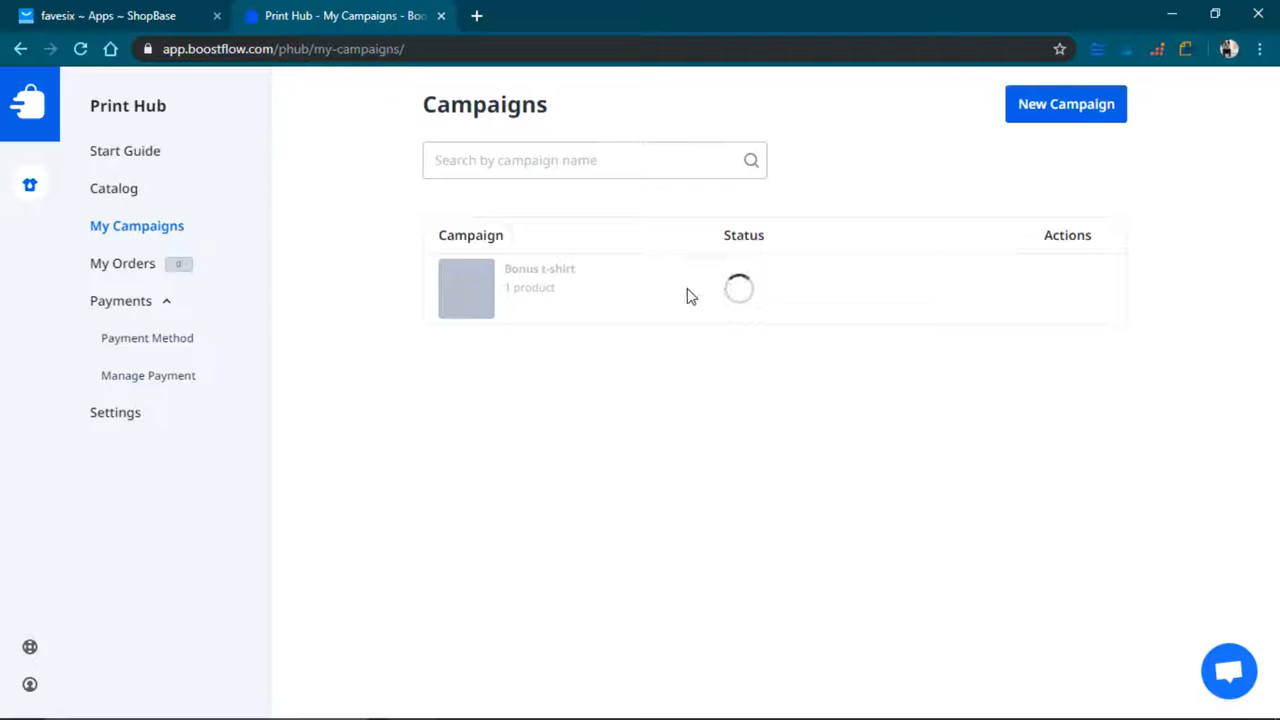 favesix ~ Apps ~ ShopBase
Print Hub - My Campaigns - Boo
app.boostflow.com/phub/my-campaigns/
Print Hub
Start Guide
Catalog
My Campaigns
My Orders
Payments
Payment Method
Manage Payment
Settings
Campaigns
New Campaign
Search by campaign name
Campaign
Status
Actions
Bonus t-shirt
1 product